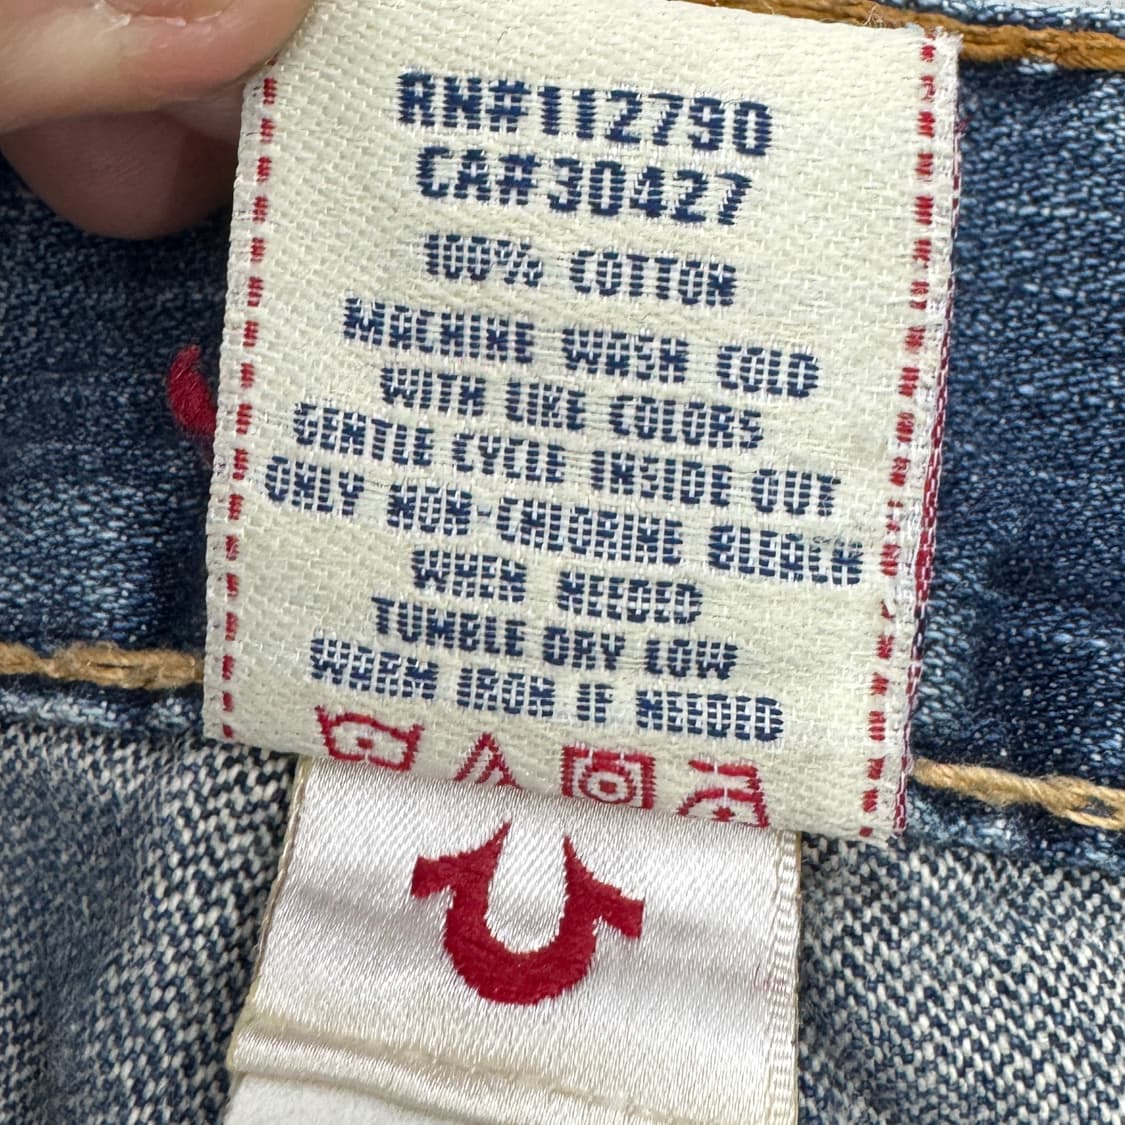 RN#112790
CA#30427
100% COTTON
MACHINE WASH COLD
WITH LIKE COLORS
GENTLE CYCLE INSIDE OUT
ONLY NON-CHLORINE BLEACH
WHEN NEEDED
TUMBLE DRY LOW
WARM IRON IF NEEDED